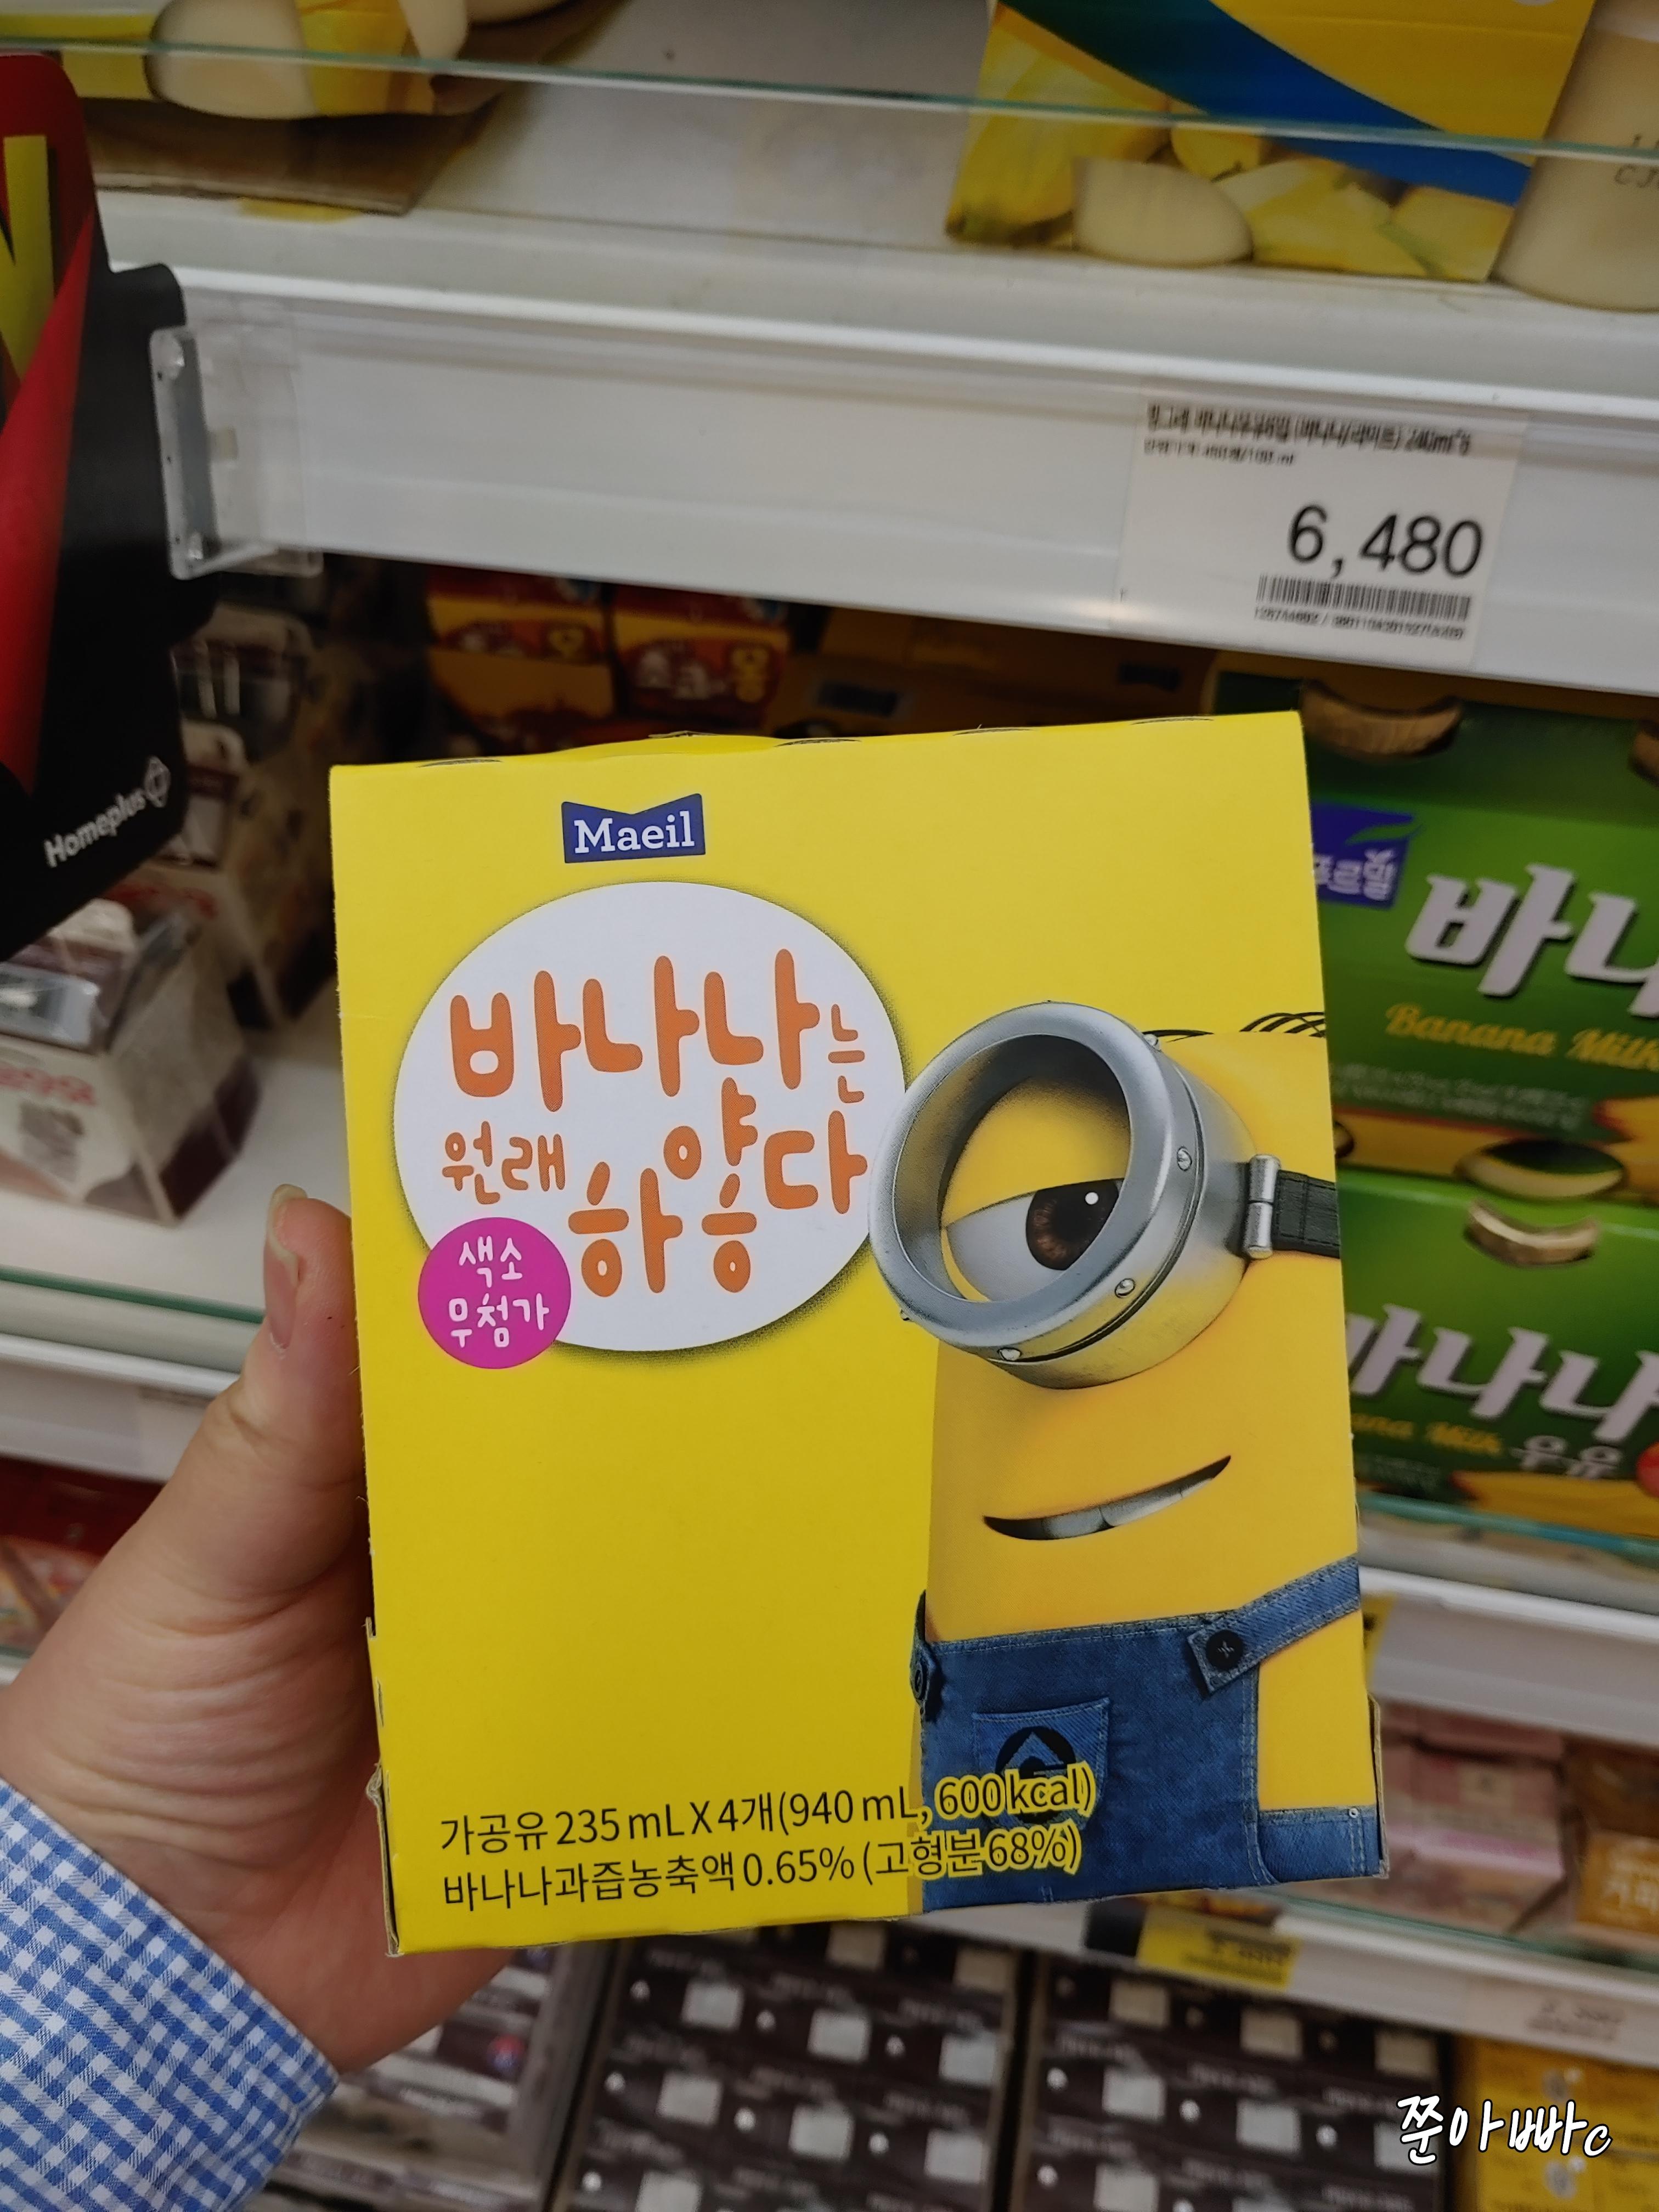 6,480
Homeplus
Maeil
바나나는
원래 하얗다
색소
무첨가
가공유 235 mL X 4개(940 mL, 600 kcal)
바나나과즙농축액 0.65% (고형분 68%)
바나
Banana Milk
바나나
우유
쭌아빠c